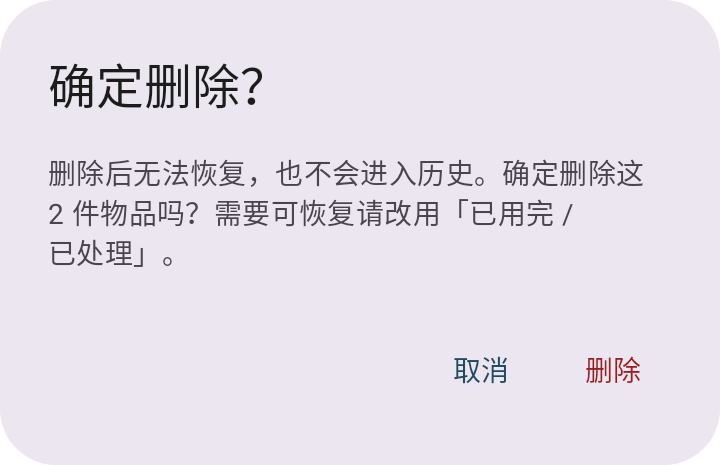 确定删除？
删除后无法恢复，也不会进入历史。确定删除这
2 件物品吗？需要可恢复请改用「已用完 /
已处理」。
取消
删除